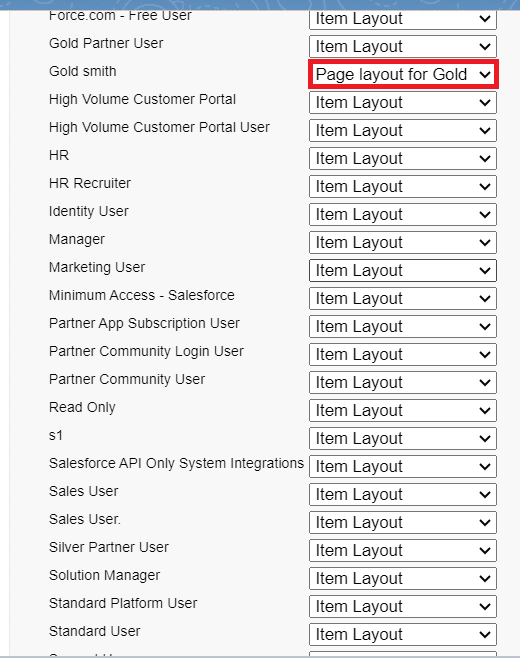 Force.com - Free User Item Layout
Gold Partner User Item Layout
Gold smith Page layout for Gold
High Volume Customer Portal Item Layout
High Volume Customer Portal User Item Layout
HR Item Layout
HR Recruiter Item Layout
Identity User Item Layout
Manager Item Layout
Marketing User Item Layout
Minimum Access - Salesforce Item Layout
Partner App Subscription User Item Layout
Partner Community Login User Item Layout
Partner Community User Item Layout
Read Only Item Layout
s1 Item Layout
Salesforce API Only System Integrations Item Layout
Sales User Item Layout
Sales User. Item Layout
Silver Partner User Item Layout
Solution Manager Item Layout
Standard Platform User Item Layout
Standard User Item Layout